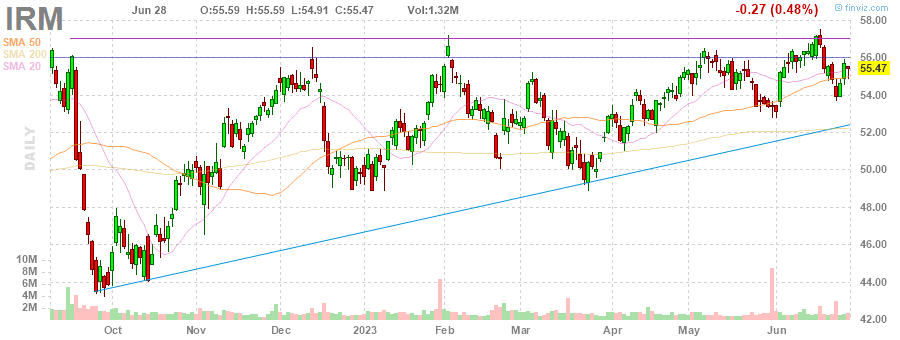 IRM Jun 28 O:55.59 H:55.59 L:54.91 C:55.47 Vol:1.32M -0.27 (0.48%) © finviz.com
SMA 50
SMA 200
SMA 20
DAILY
58.00
56.00
55.47
54.00
52.00
50.00
48.00
46.00
44.00
42.00
10M
8M
6M
4M
2M
Oct Nov Dec 2023 Feb Mar Apr May Jun